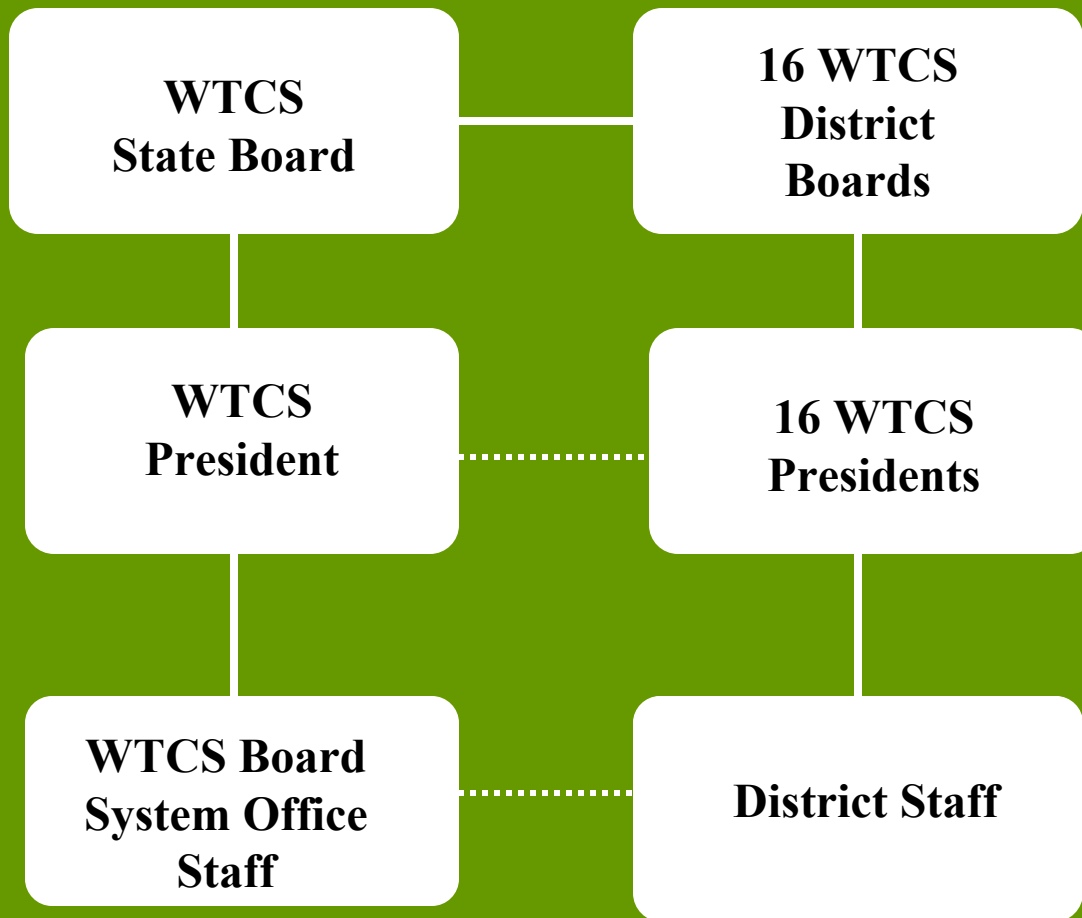 WTCS
State Board
16 WTCS
District
Boards
WTCS
President
16 WTCS
Presidents
WTCS Board
System Office
Staff
District Staff